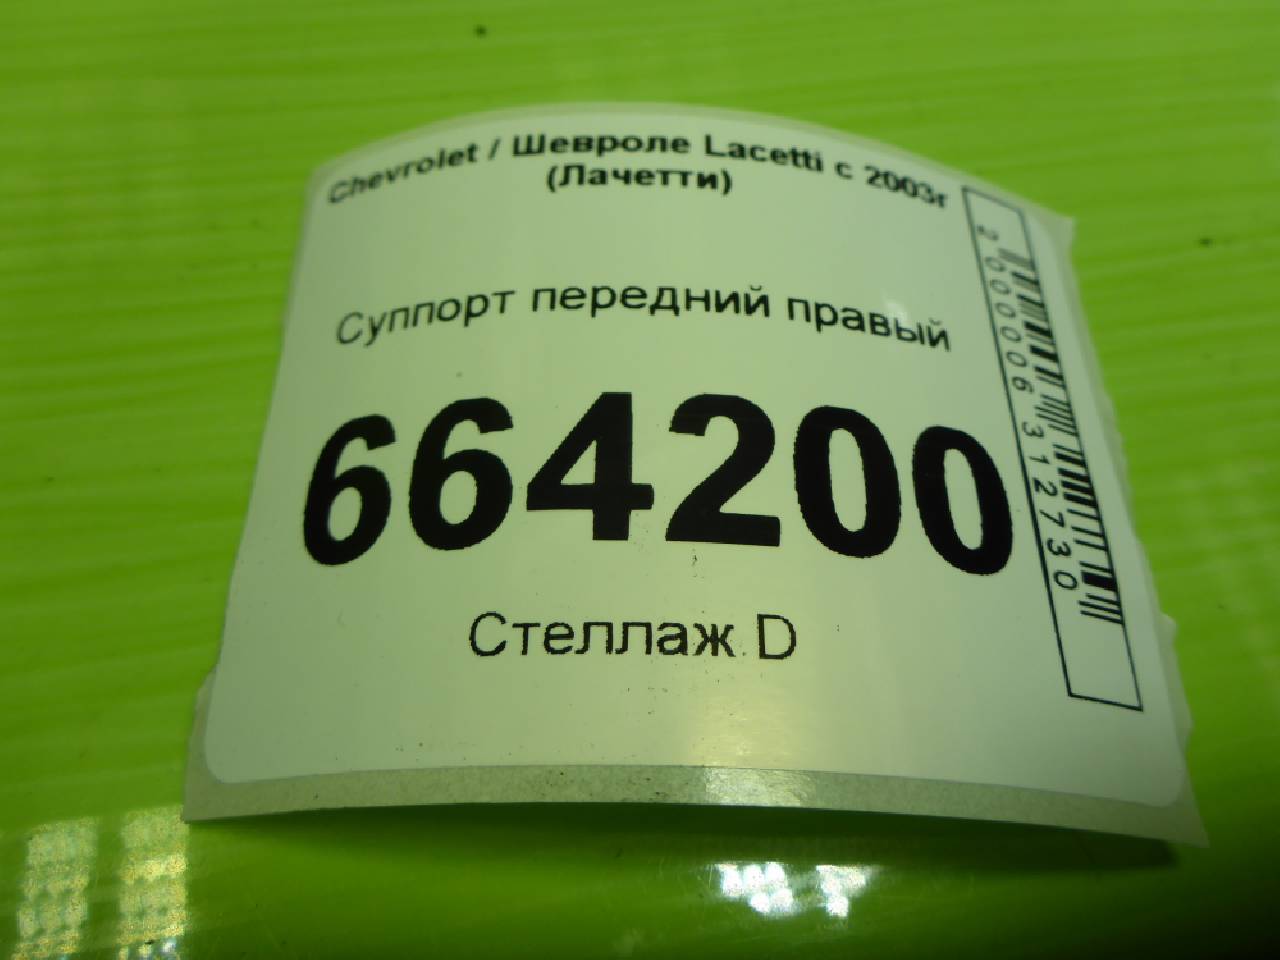 Chevrolet / Шевроле Lacetti с 2003г
(Лачетти)
Суппорт передний правый
664200
Стеллаж D
2000006312730